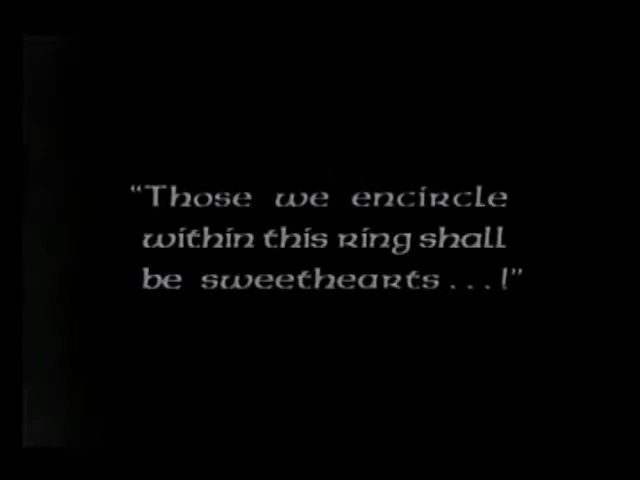 “Those we encircle
within this ring shall
be sweethearts...!”